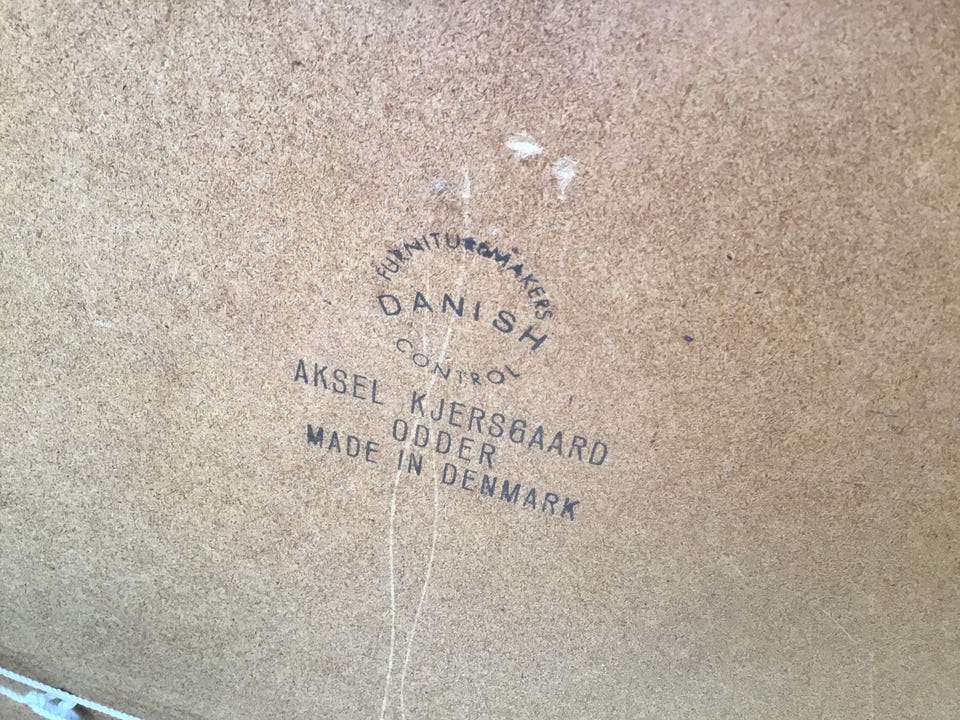 FURNITUREMAKERS
DANISH
CONTROL
AKSEL KJERSGAARD
ODDER
MADE IN DENMARK